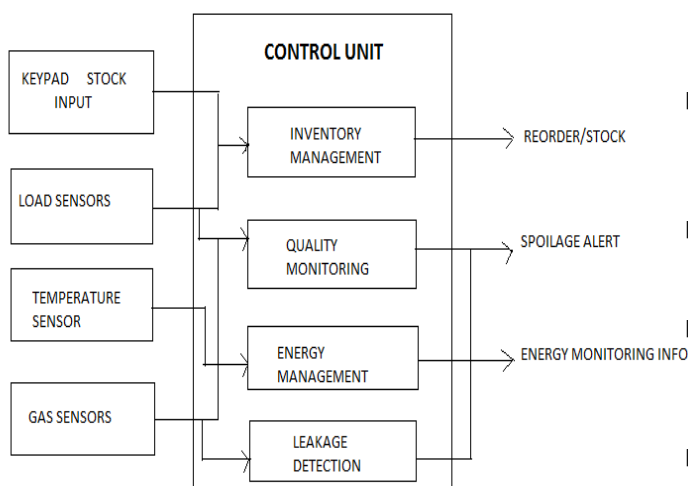 CONTROL UNIT
KEYPAD STOCK
INPUT
INVENTORY
MANAGEMENT
REORDER/STOCK
LOAD SENSORS
QUALITY
MONITORING
SPOILAGE ALERT
TEMPERATURE
SENSOR
ENERGY
MANAGEMENT
ENERGY MONITORING INFO
GAS SENSORS
LEAKAGE
DETECTION